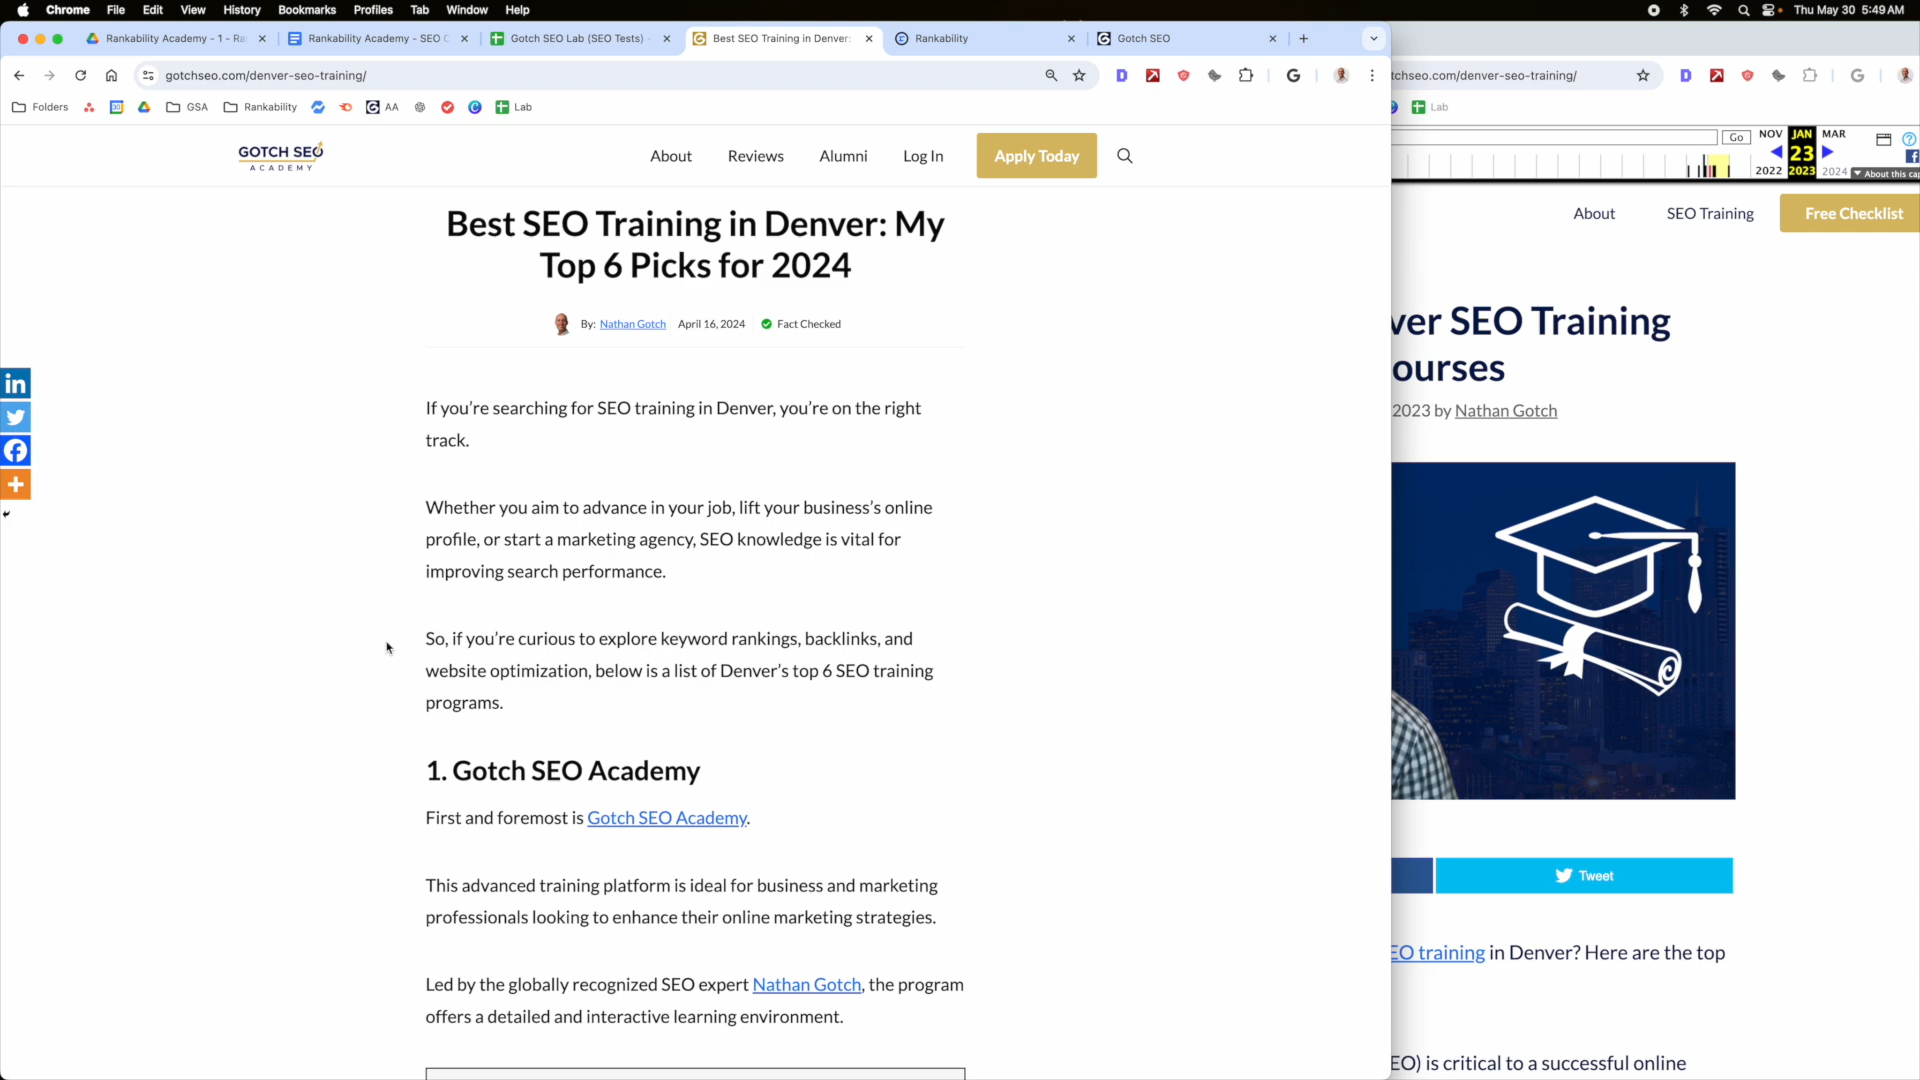 Chrome File Edit View History Bookmarks Profiles Tab Window Help
Thu May 30 5:49 AM
Rankability Academy - 1 - Ra
Rankability Academy - SEO C
Gotch SEO Lab (SEO Tests) -
Best SEO Training in Denver:
Rankability
Gotch SEO
gotchseo.com/denver-seo-training/
tchseo.com/denver-seo-training/
Folders
GSA
Rankability
AA
Lab
Lab
Go
NOV JAN MAR
23
2022 2023 2024
About this cap
GOTCH SEO
ACADEMY
About
Reviews
Alumni
Log In
Apply Today
About
SEO Training
Free Checklist
Best SEO Training in Denver: My
Top 6 Picks for 2024
By: Nathan Gotch April 16, 2024 Fact Checked
If you’re searching for SEO training in Denver, you’re on the right
track.
Whether you aim to advance in your job, lift your business’s online
profile, or start a marketing agency, SEO knowledge is vital for
improving search performance.
So, if you’re curious to explore keyword rankings, backlinks, and
website optimization, below is a list of Denver’s top 6 SEO training
programs.
1. Gotch SEO Academy
First and foremost is Gotch SEO Academy.
This advanced training platform is ideal for business and marketing
professionals looking to enhance their online marketing strategies.
Led by the globally recognized SEO expert Nathan Gotch, the program
offers a detailed and interactive learning environment.
ver SEO Training
ourses
2023 by Nathan Gotch
Tweet
EO training in Denver? Here are the top
EO) is critical to a successful online